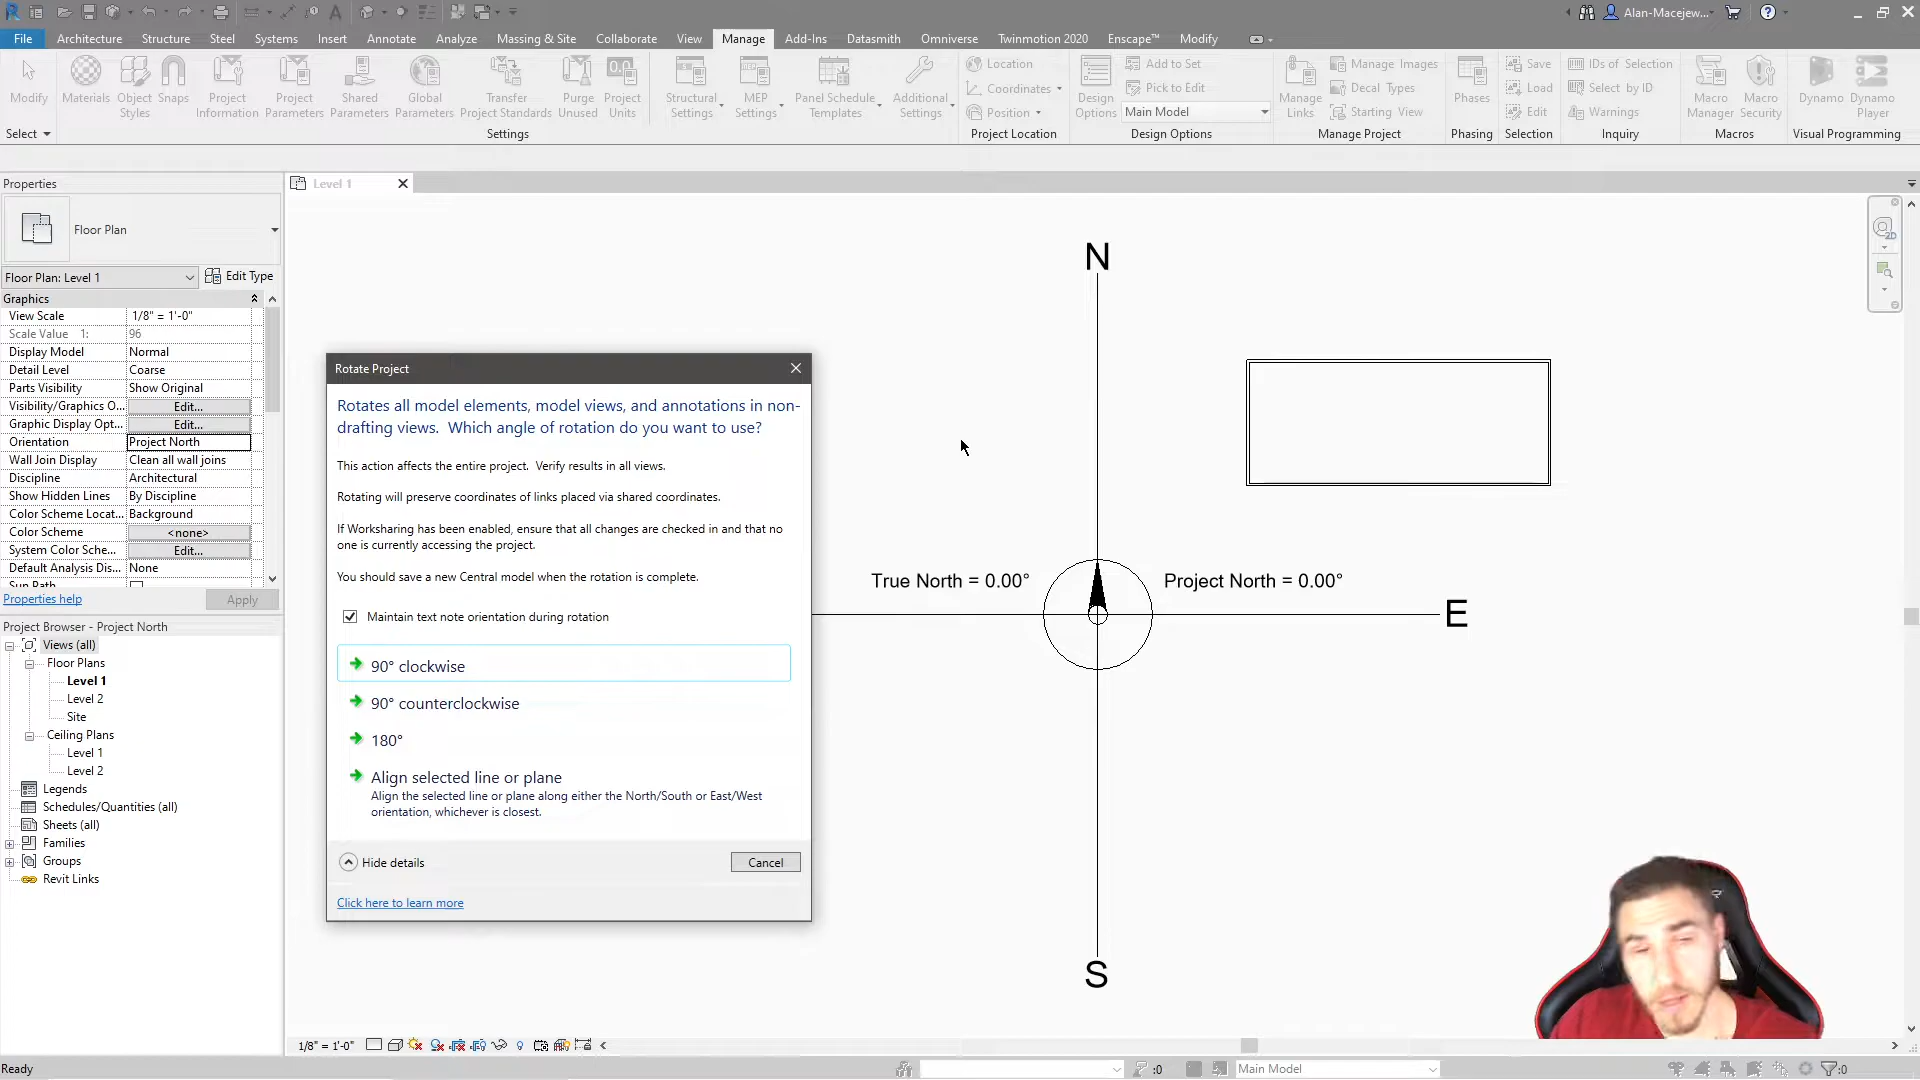 Alan-Macejew...
File Architecture Structure Steel Systems Insert Annotate Analyze Massing & Site Collaborate View Manage Add-Ins Datasmith Omniverse Twinmotion 2020 Enscape™ Modify
Modify
Materials
Object Styles
Snaps
Project Information
Project Parameters
Shared Parameters
Global Parameters
Transfer Project Standards
Purge Unused
Project Units
Structural Settings
MEP Settings
Panel Schedule Templates
Additional Settings
Location
Coordinates
Position
Design Options
Add to Set
Pick to Edit
Main Model
Manage Links
Manage Images
Decal Types
Starting View
Phases
Save
Load
Edit
IDs of Selection
Select by ID
Warnings
Macro Manager
Macro Security
Dynamo
Dynamo Player
Select Settings Project Location Design Options Manage Project Phasing Selection Inquiry Macros Visual Programming
Properties
Floor Plan
Floor Plan: Level 1 Edit Type
Graphics
View Scale 1/8" = 1'-0"
Scale Value 1: 96
Display Model Normal
Detail Level Coarse
Parts Visibility Show Original
Visibility/Graphics O... Edit...
Graphic Display Opt... Edit...
Orientation Project North
Wall Join Display Clean all wall joins
Discipline Architectural
Show Hidden Lines By Discipline
Color Scheme Locat... Background
Color Scheme <none>
System Color Sche... Edit...
Default Analysis Dis... None
Sun Path
Properties help Apply
Project Browser - Project North
Views (all)
Floor Plans
Level 1
Level 2
Site
Ceiling Plans
Level 1
Level 2
Legends
Schedules/Quantities (all)
Sheets (all)
Families
Groups
Revit Links
Level 1
2D
N
True North = 0.00° Project North = 0.00°
E
S
Rotate Project
Rotates all model elements, model views, and annotations in non-
drafting views. Which angle of rotation do you want to use?
This action affects the entire project. Verify results in all views.
Rotating will preserve coordinates of links placed via shared coordinates.
If Worksharing has been enabled, ensure that all changes are checked in and that no
one is currently accessing the project.
You should save a new Central model when the rotation is complete.
Maintain text note orientation during rotation
90° clockwise
90° counterclockwise
180°
Align selected line or plane
Align the selected line or plane along either the North/South or East/West
orientation, whichever is closest.
Hide details Cancel
Click here to learn more
1/8" = 1'-0"
Ready :0 Main Model :0